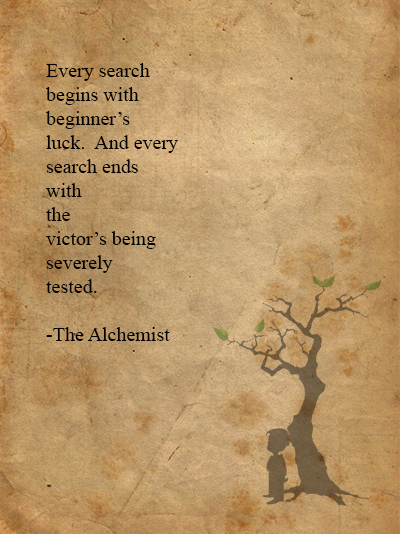 Every search
begins with
beginner’s
luck.  And every
search ends
with
the
victor’s being
severely
tested.

-The Alchemist